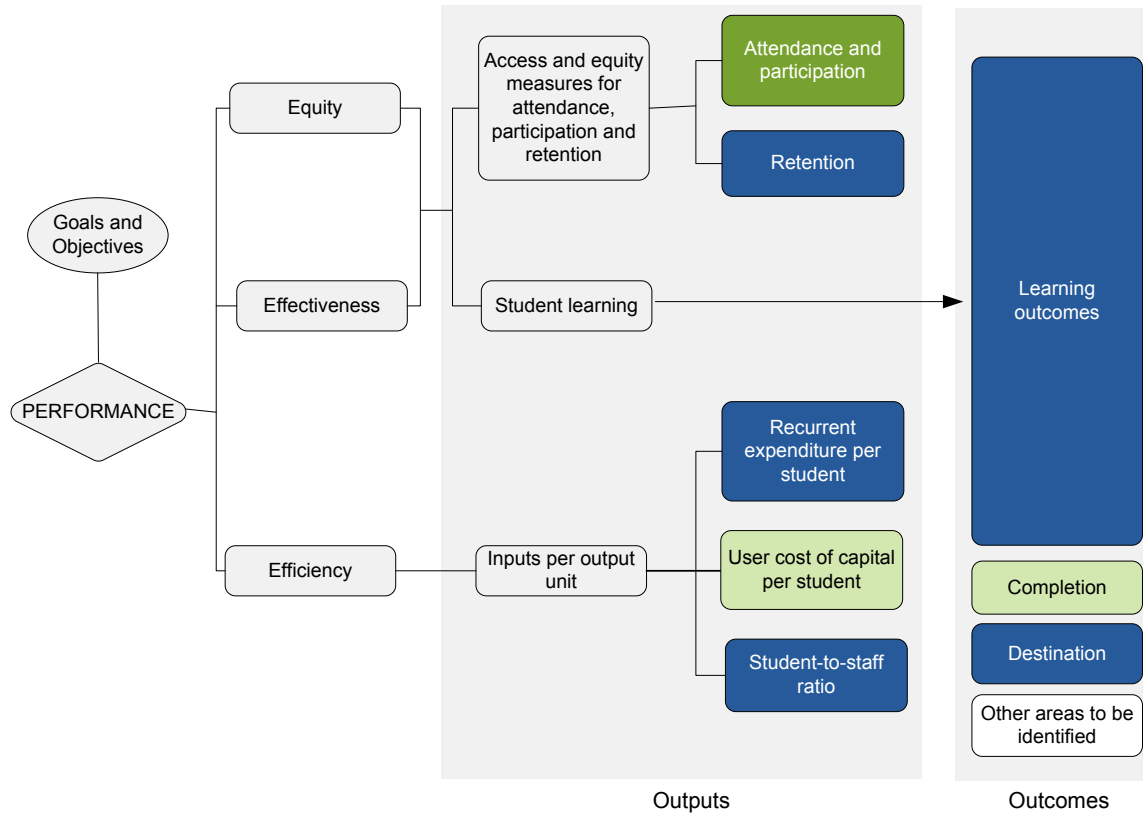 Goals and
Objectives
PERFORMANCE
Equity
Effectiveness
Efficiency
Access and equity
measures for
attendance,
participation and
retention
Student learning
Inputs per output
unit
Attendance and
participation
Retention
Recurrent
expenditure per
student
User cost of capital
per student
Student-to-staff
ratio
Learning
outcomes
Completion
Destination
Other areas to be
identified
Outputs
Outcomes